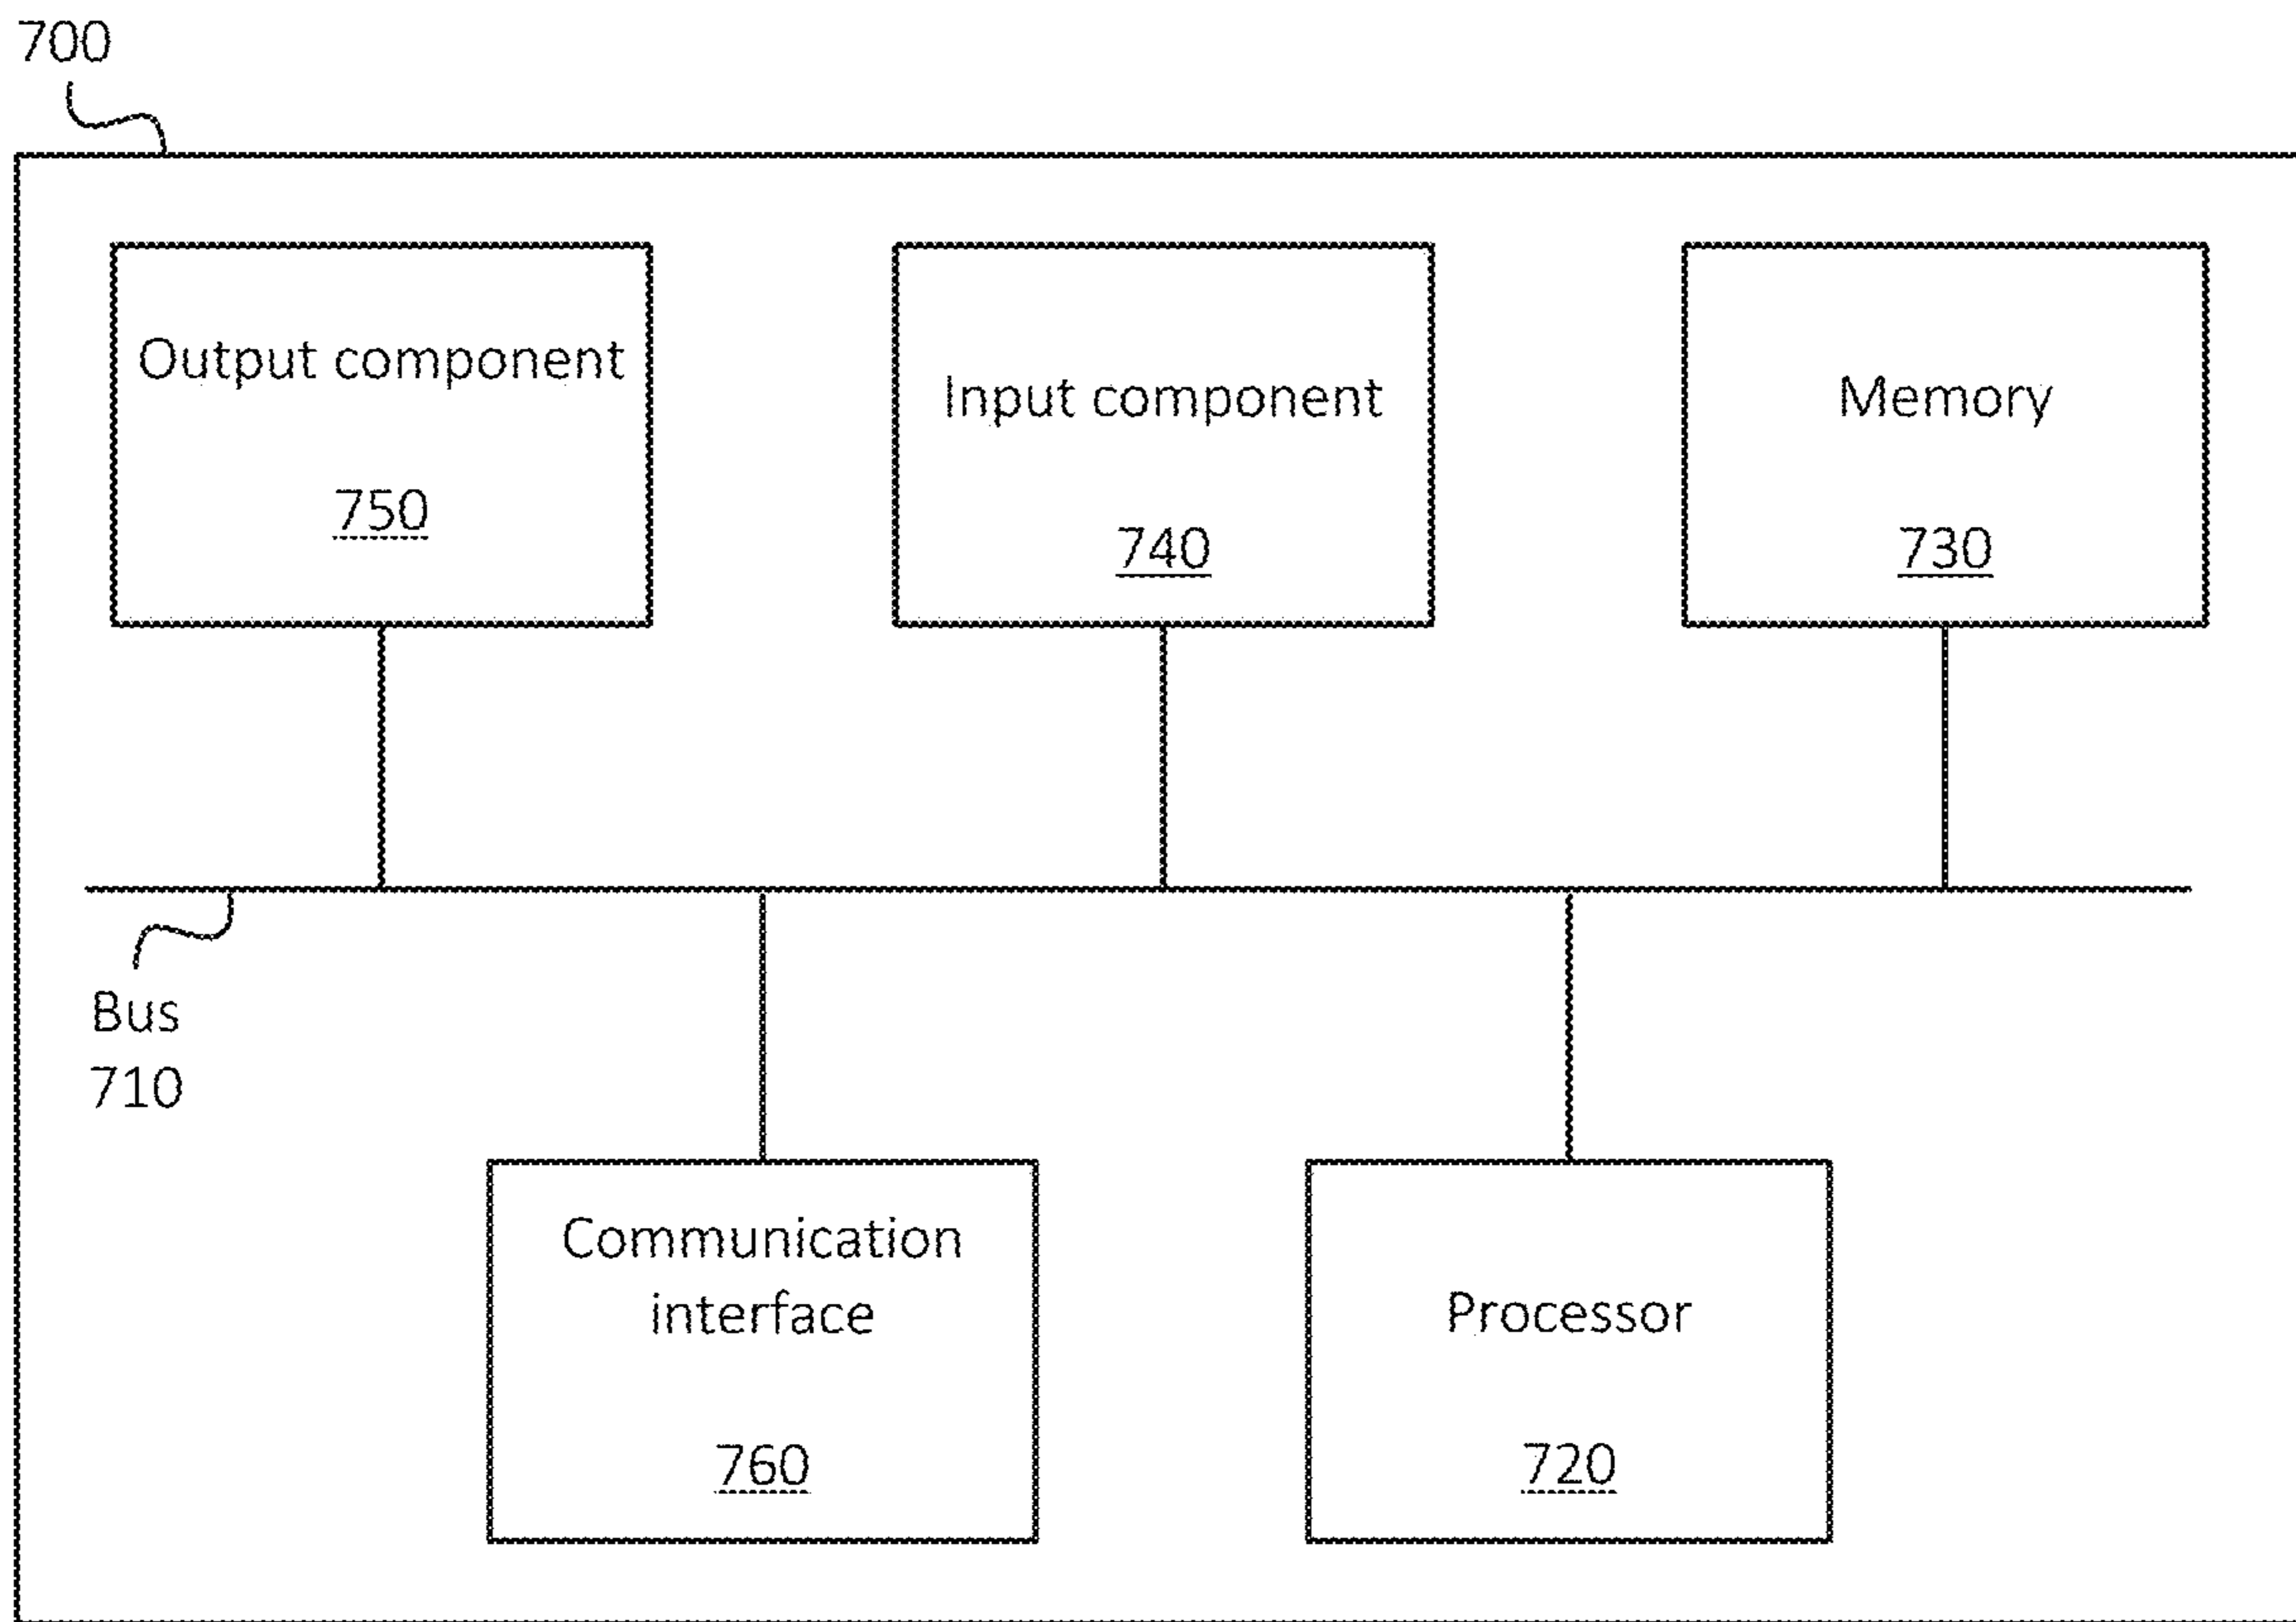 700
Output component
750
Input component
740
Memory
730
Bus
710
Communication
interface
760
Processor
720